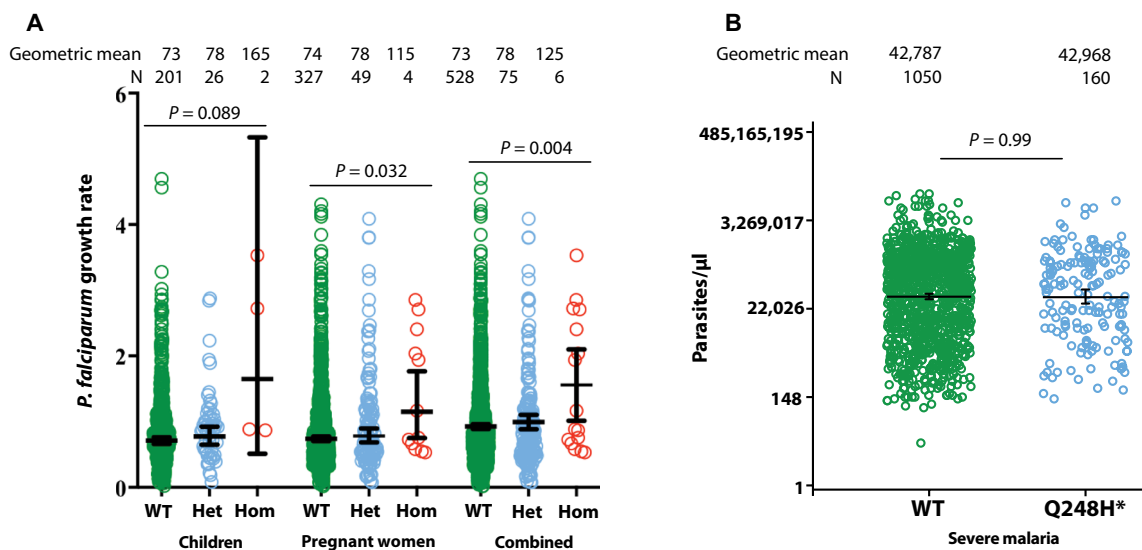 A
Geometric mean 73 78 165 74 78 115 73 78 125
N 201 26 2 327 49 4 528 75 6
6
P = 0.089
P = 0.032
P = 0.004
4
2
0
P. falciparum growth rate
WT Het Hom WT Het Hom WT Het Hom
Children Pregnant women Combined
B
Geometric mean 42,787 42,968
N 1050 160
485,165,195
P = 0.99
3,269,017
22,026
148
1
Parasites/µl
WT Q248H*
Severe malaria